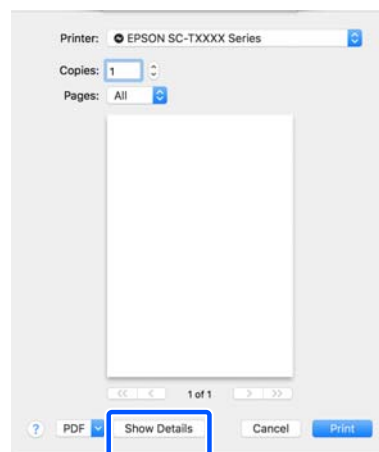 Printer: EPSON SC-TXXXX Series
Copies: 1
Pages: All
<< < 1 of 1 > >>
? PDF Show Details Cancel Print